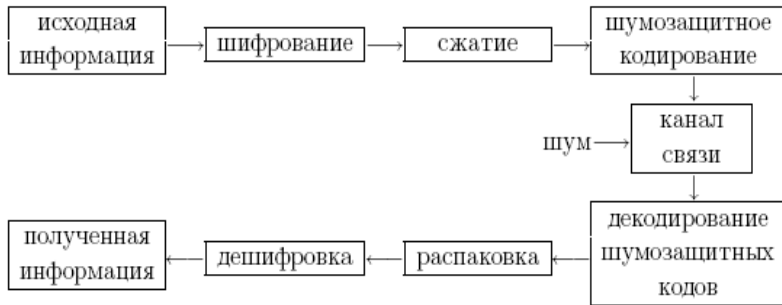 исходная
информация
шифрование
сжатие
шумозащитное
кодирование
шум
канал
связи
декодирование
шумозащитных
кодов
распаковка
дешифровка
полученная
информация